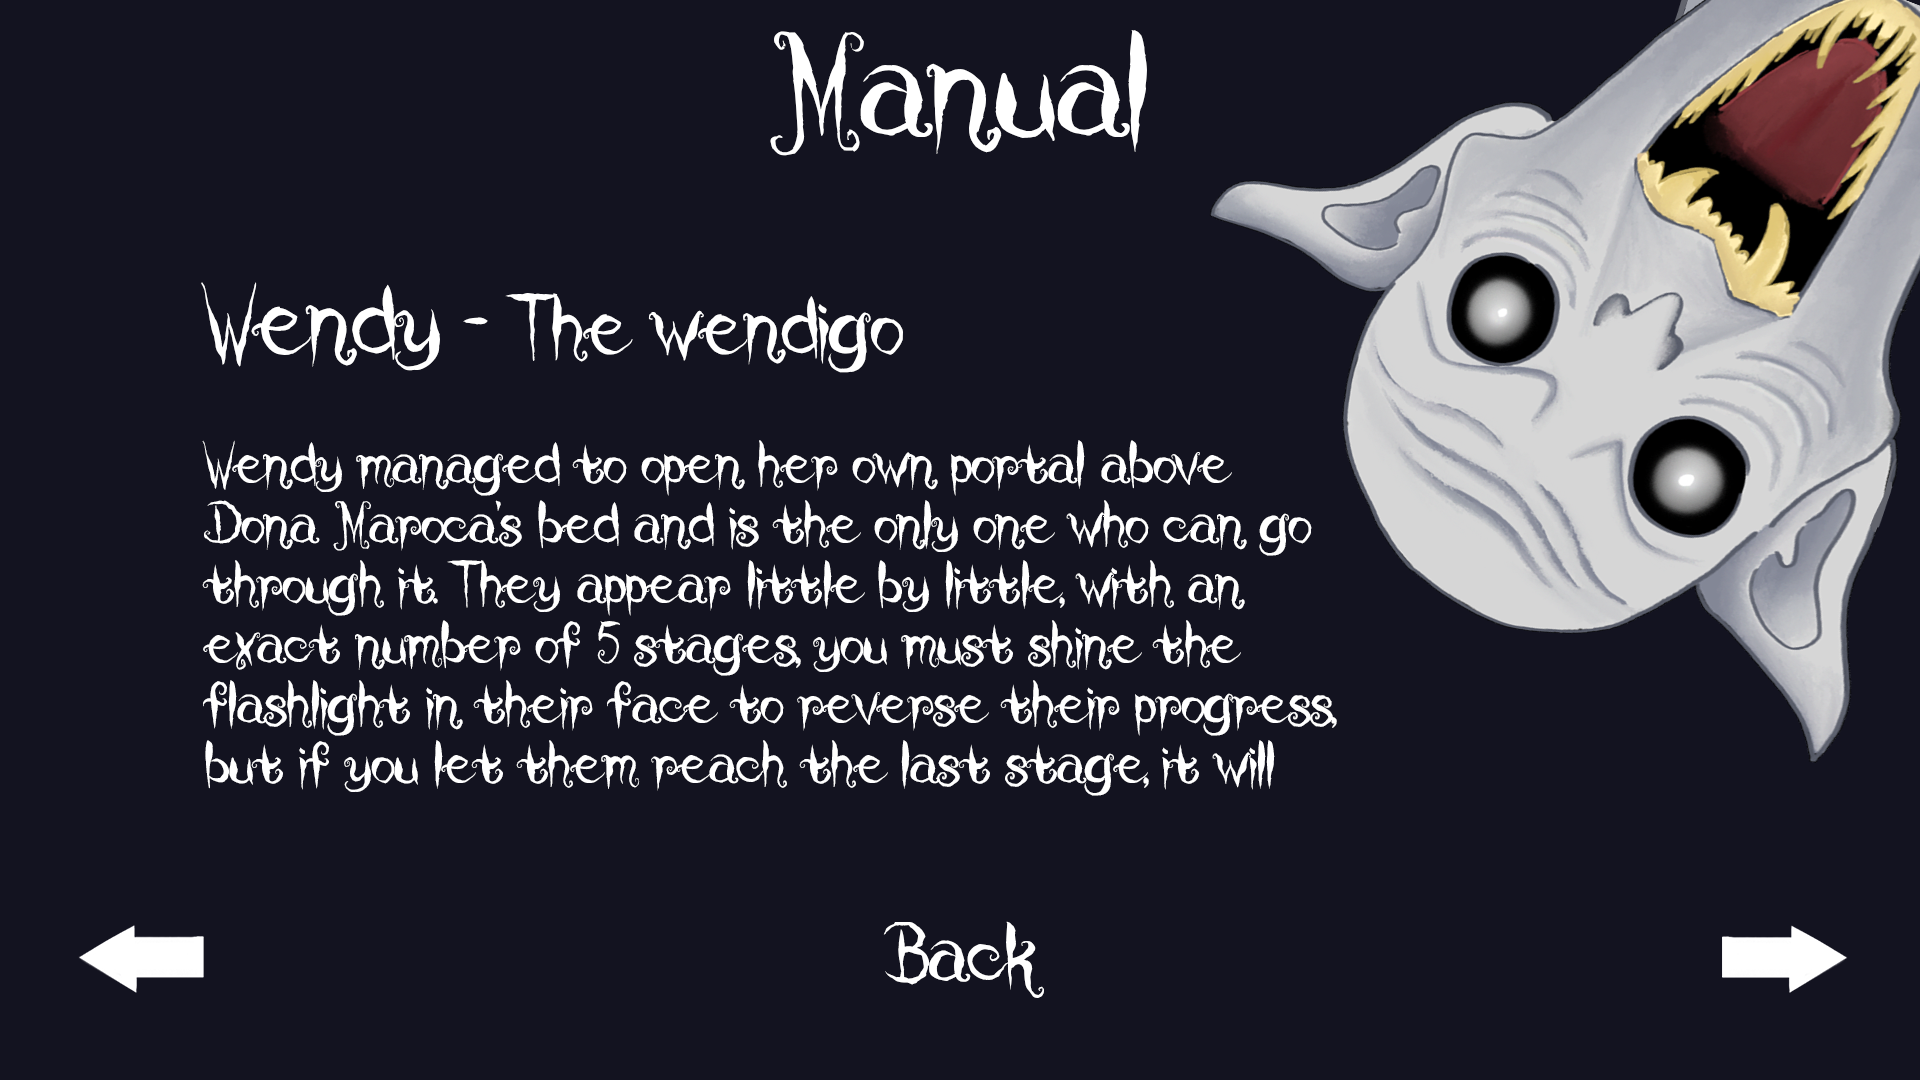 Manual
Wendy - The wendigo
Wendy managed to open her own portal above
Dona Maroca's bed and is the only one who can go
through it. They appear little by little, with an
exact number of 5 stages, you must shine the
flashlight in their face to reverse their progress,
but if you let them reach the last stage, it will
Back